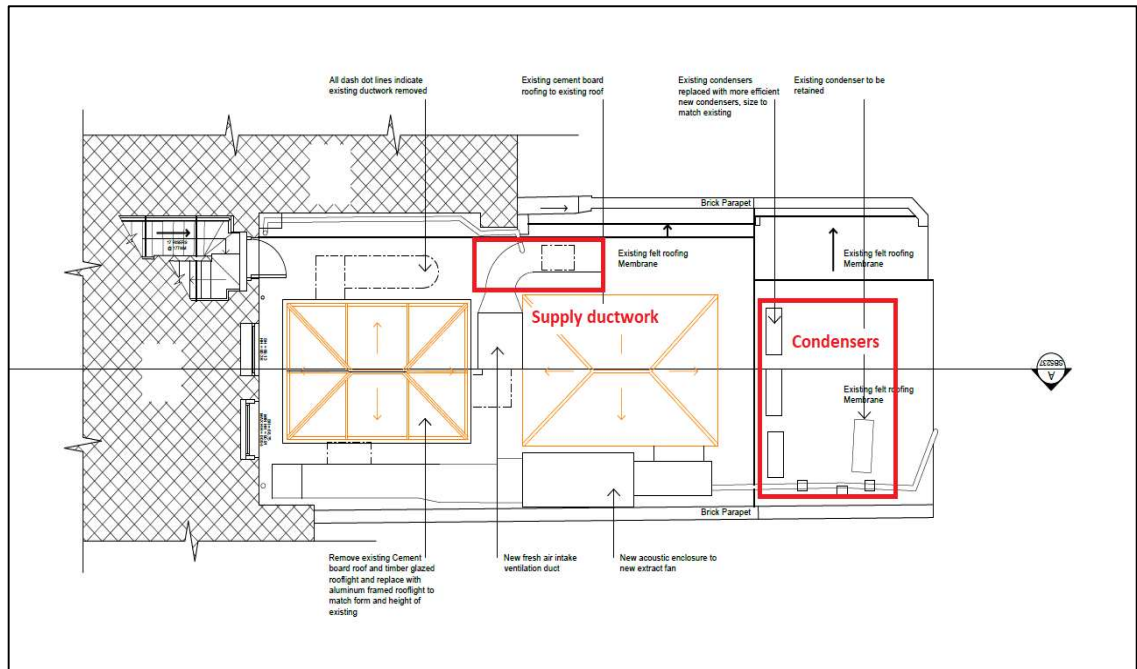 All dash dot lines indicate
existing ductwork removed
Existing cement board
roofing to existing roof
Existing condensers
replaced with more efficient
new condensers, size to
match existing
Existing condenser to be
retained
Brick Parapet
Existing felt roofing
Membrane
Existing felt roofing
Membrane
Supply ductwork
Condensers
Existing felt roofing
Membrane
A
SB5237
Brick Parapet
Remove existing Cement
board roof and timber glazed
rooflight and replace with
aluminum framed rooflight to
match form and height of
existing
New fresh air intake
ventilation duct
New acoustic enclosure to
new extract fan